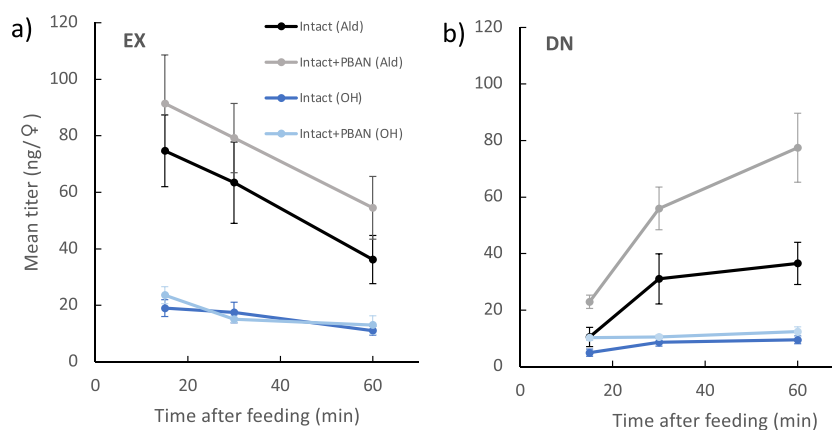 a)
EX
Intact (Ald)
Intact+PBAN (Ald)
Intact (OH)
Intact+PBAN (OH)
Mean titer (ng/♀)
120
100
80
60
40
20
0
0 20 40 60
Time after feeding (min)
b)
DN
120
100
80
60
40
20
0
0 20 40 60
Time after feeding (min)